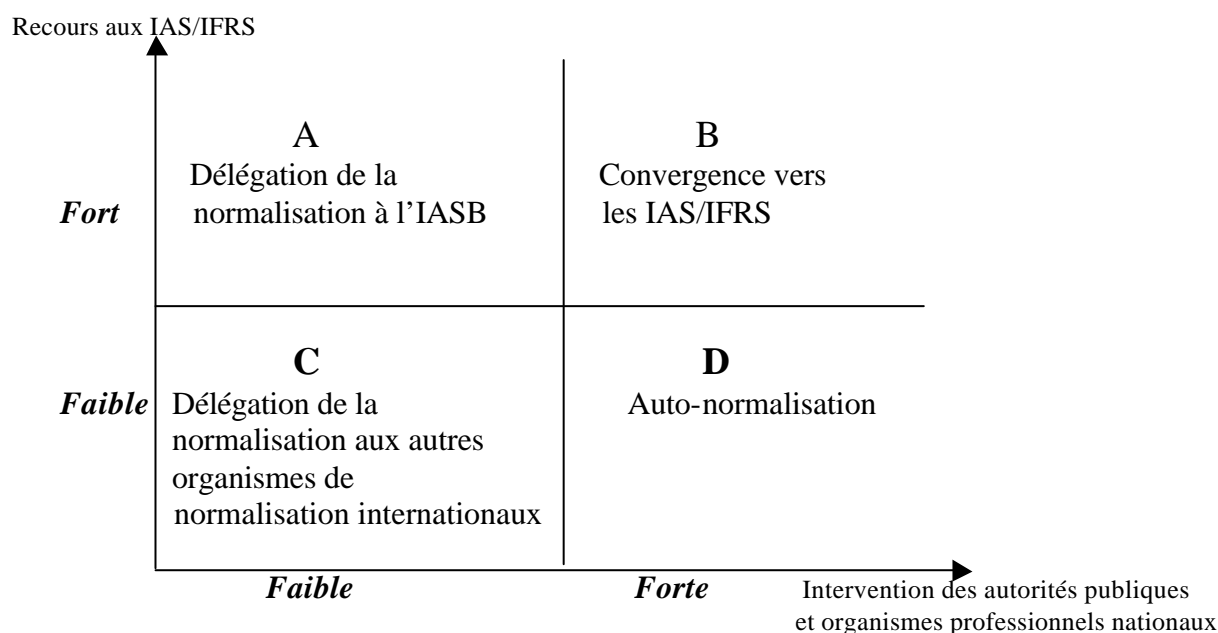 Recours aux IAS/IFRS
A
Délégation de la
normalisation à l'IASB
B
Convergence vers
les IAS/IFRS
Fort
C
Délégation de la
normalisation aux autres
organismes de
normalisation internationaux
D
Auto-normalisation
Faible
Faible
Forte
Intervention des autorités publiques
et organismes professionnels nationaux